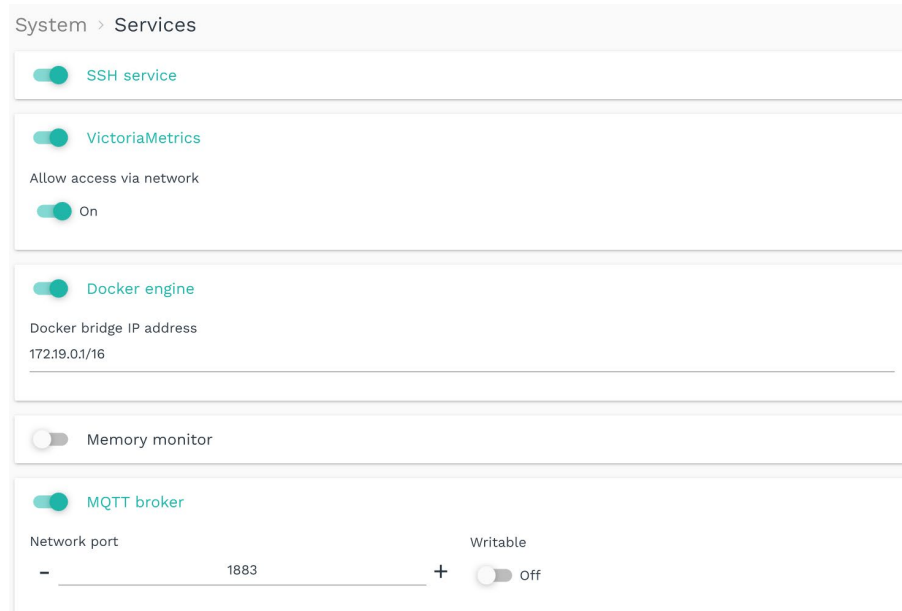 System > Services
SSH service
VictoriaMetrics
Allow access via network
On
Docker engine
Docker bridge IP address
172.19.0.1/16
Memory monitor
MQTT broker
Network port
- 1883 +
Writable
Off